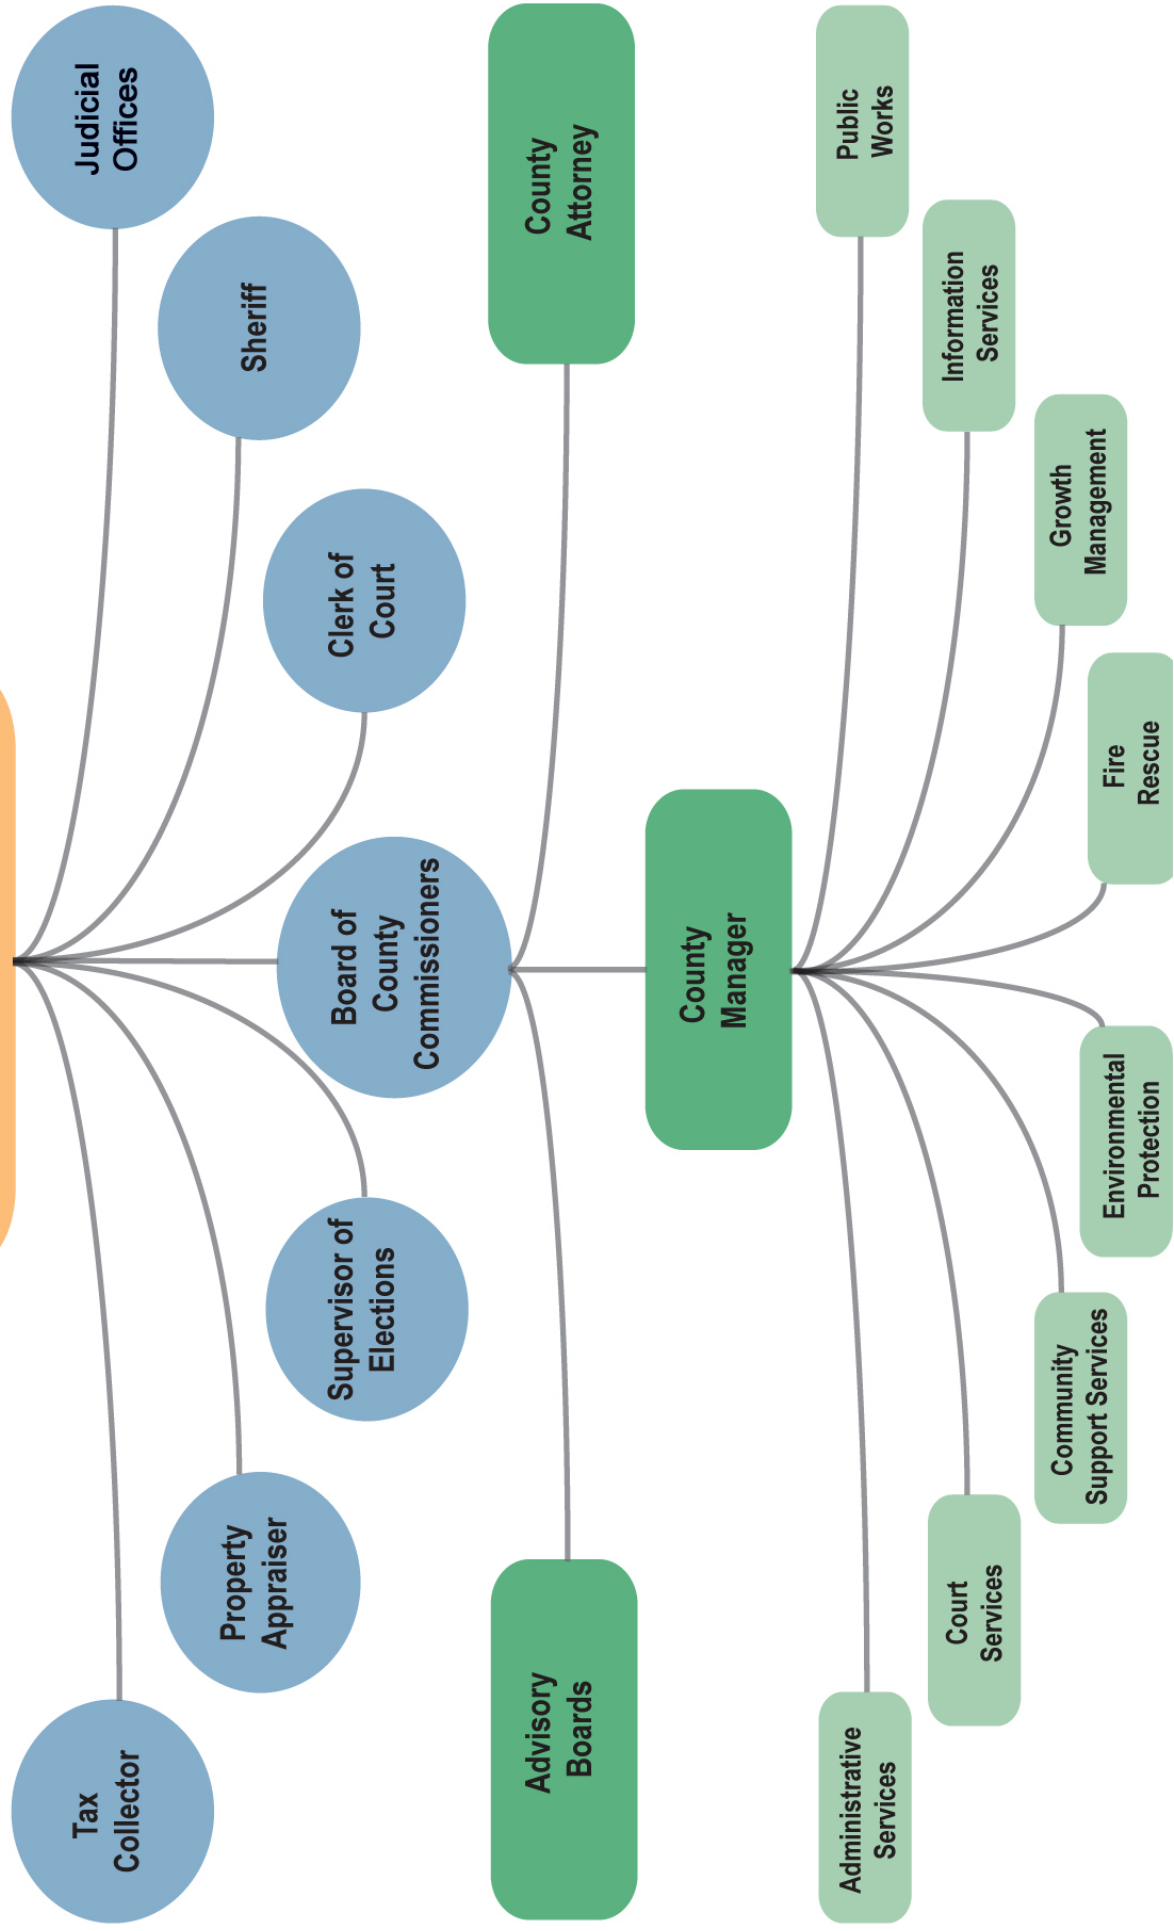 Tax
Collector
Property
Appraiser
Supervisor of
Elections
Board of
County
Commissioners
Clerk of
Court
Sheriff
Judicial
Offices
Advisory
Boards
County
Manager
County
Attorney
Administrative
Services
Court
Services
Community
Support Services
Environmental
Protection
Fire
Rescue
Growth
Management
Information
Services
Public
Works